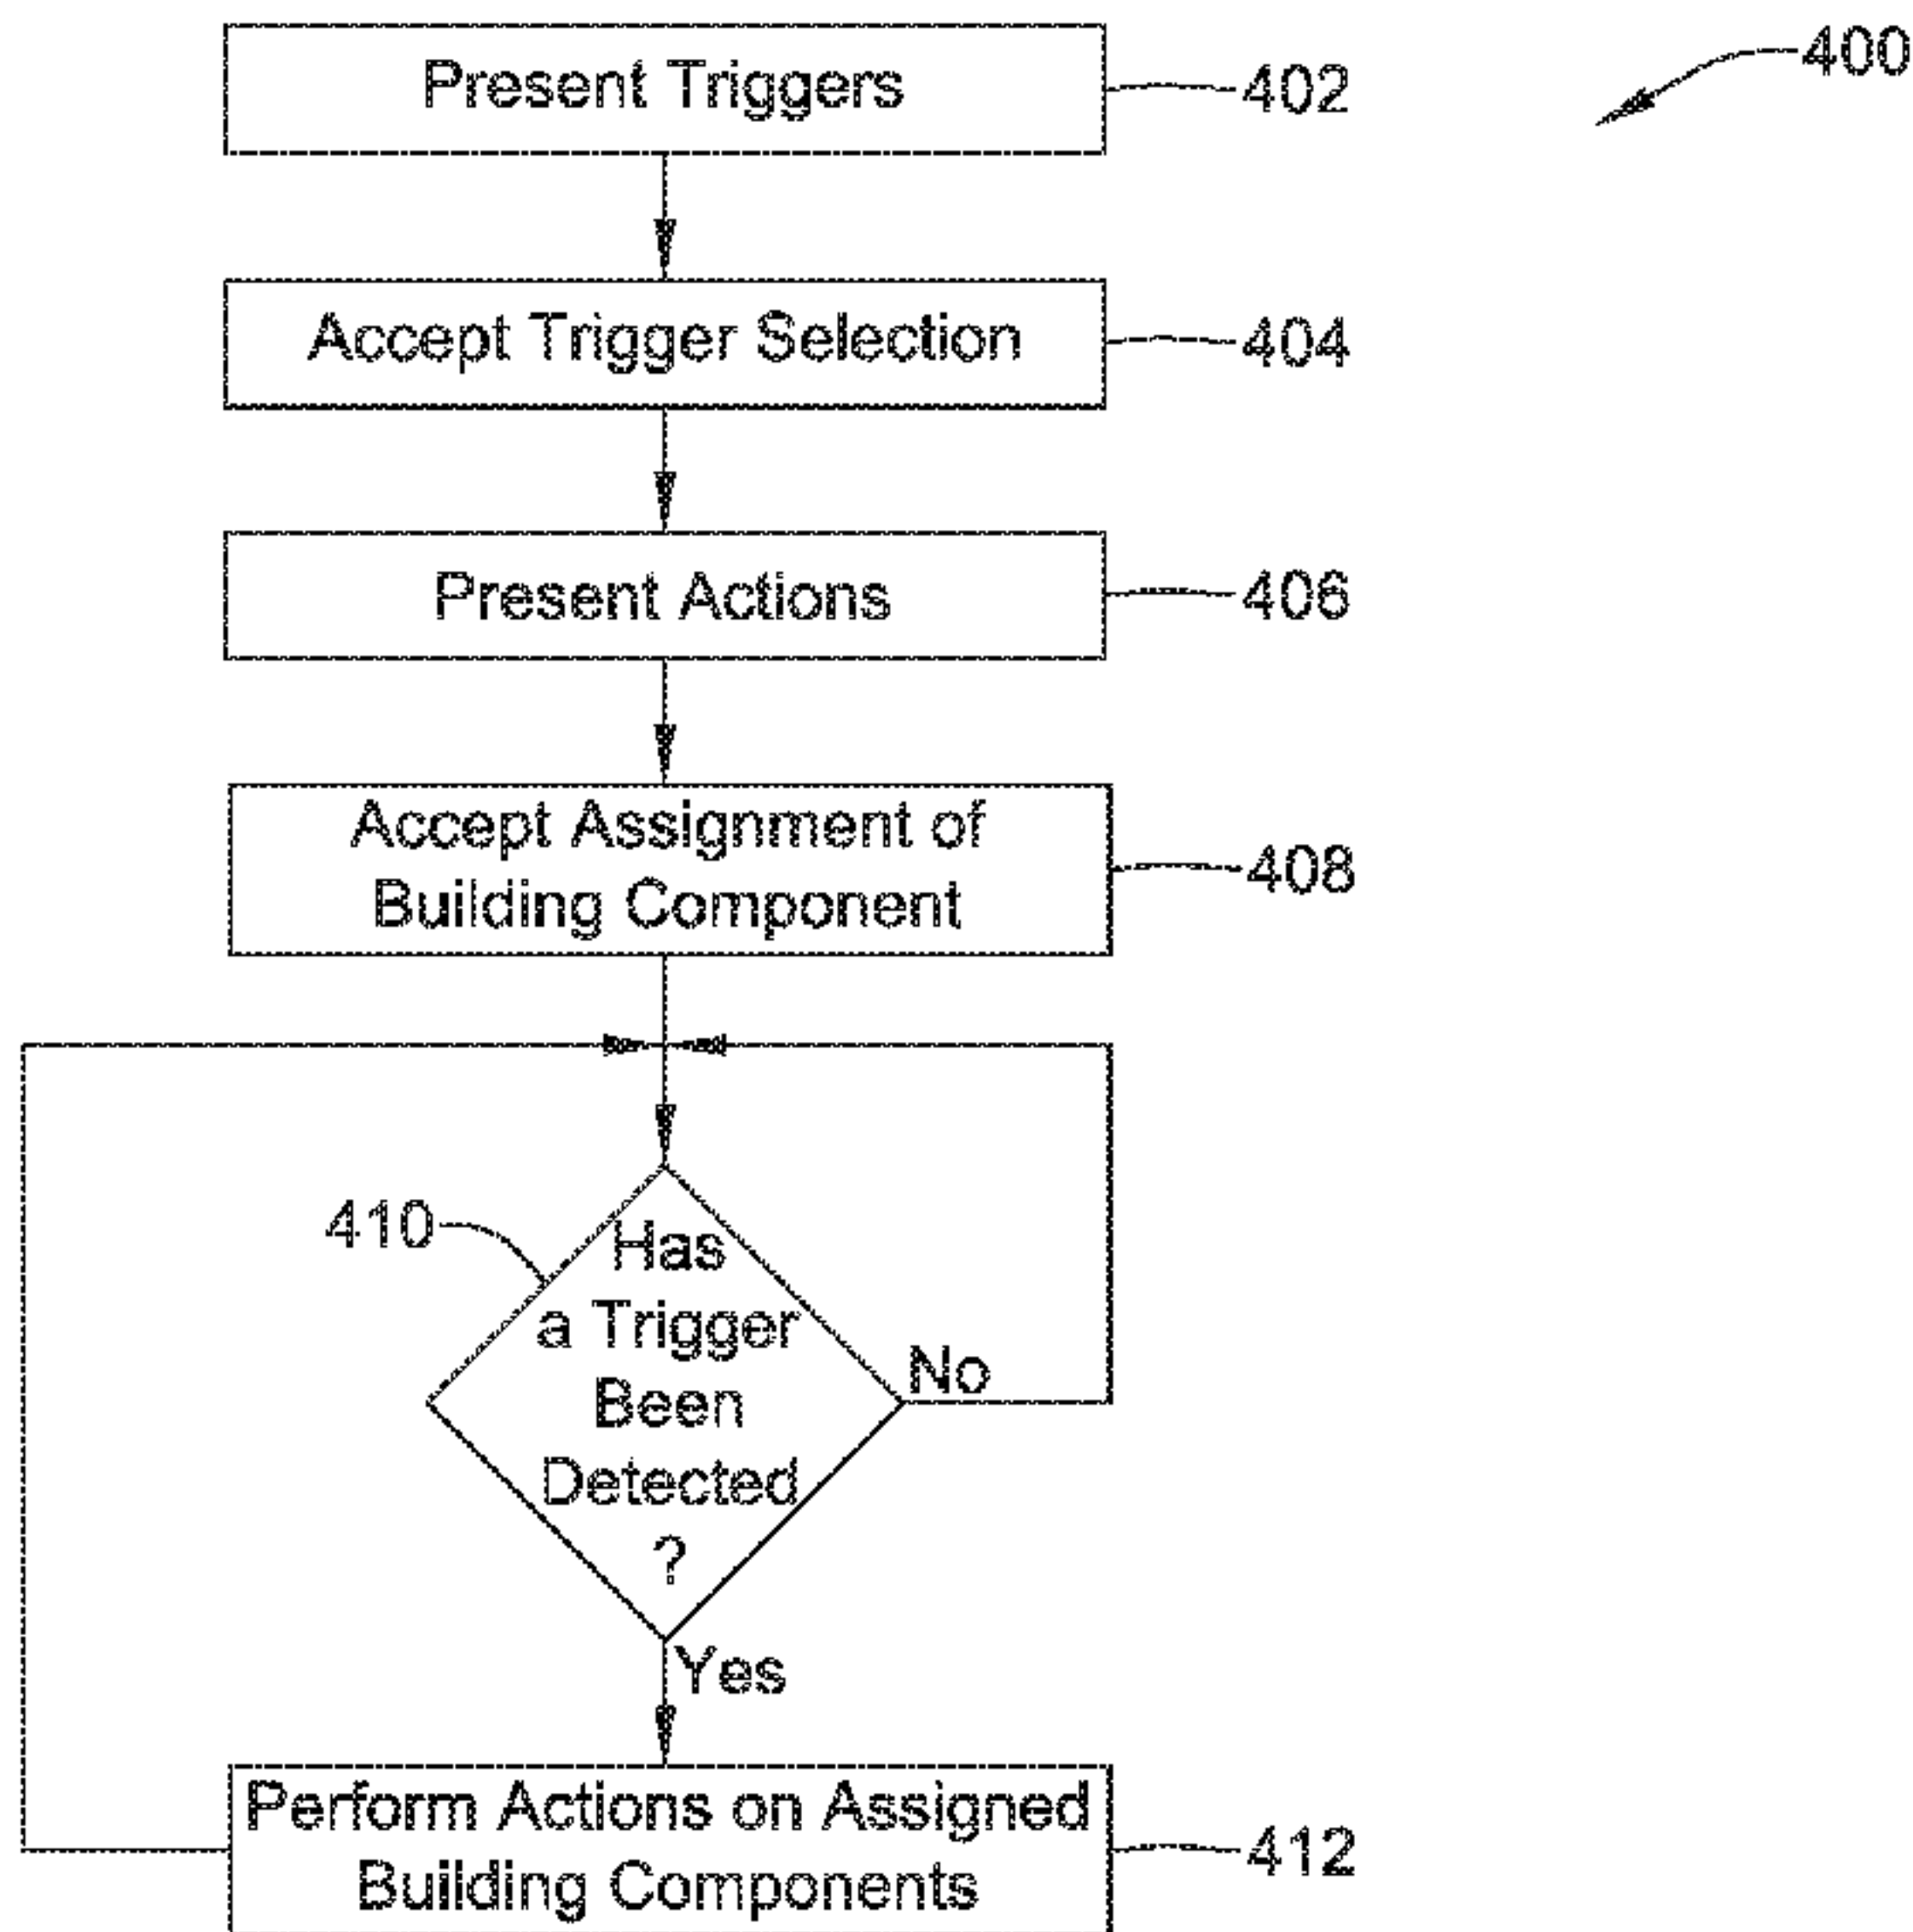 400
Present Triggers
402
Accept Trigger Selection
404
Present Actions
406
Accept Assignment of
Building Component
408
410
Has
a Trigger
Been
Detected
?
No
Yes
Perform Actions on Assigned
Building Components
412